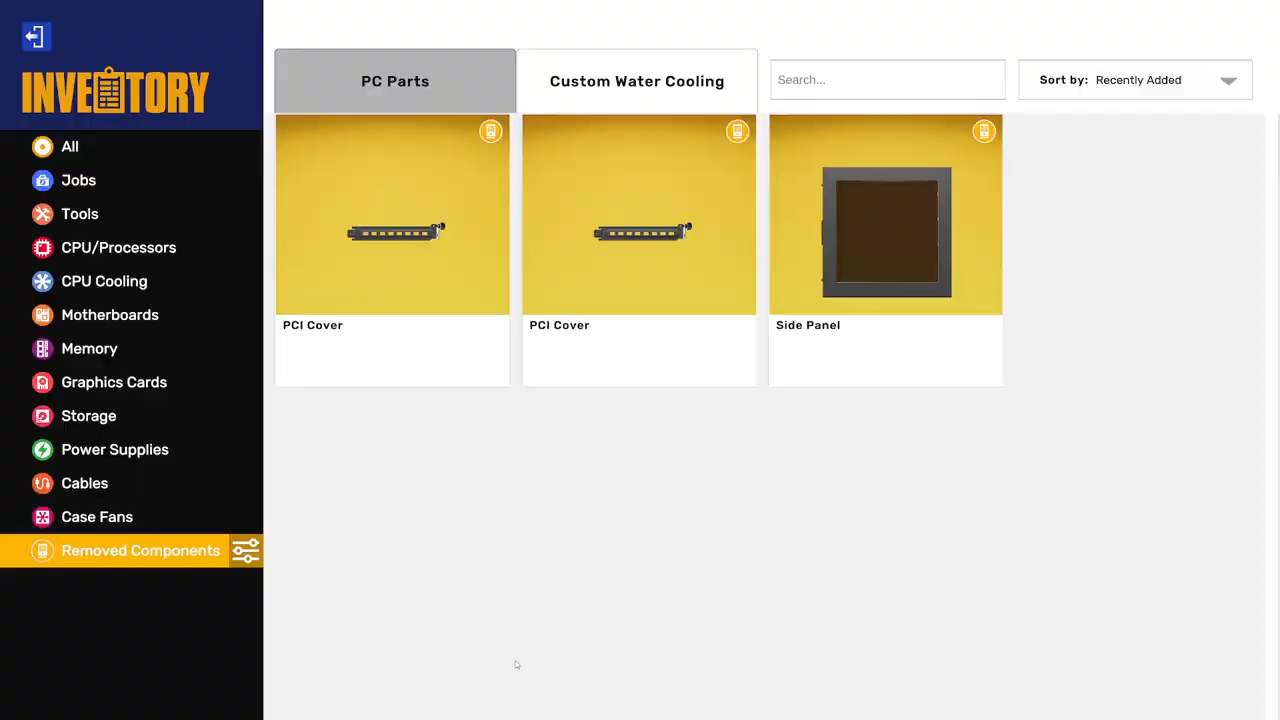 INVENTORY
All
Jobs
Tools
CPU/Processors
CPU Cooling
Motherboards
Memory
Graphics Cards
Storage
Power Supplies
Cables
Case Fans
Removed Components
PC Parts
Custom Water Cooling
Search...
Sort by: Recently Added
PCI Cover
PCI Cover
Side Panel